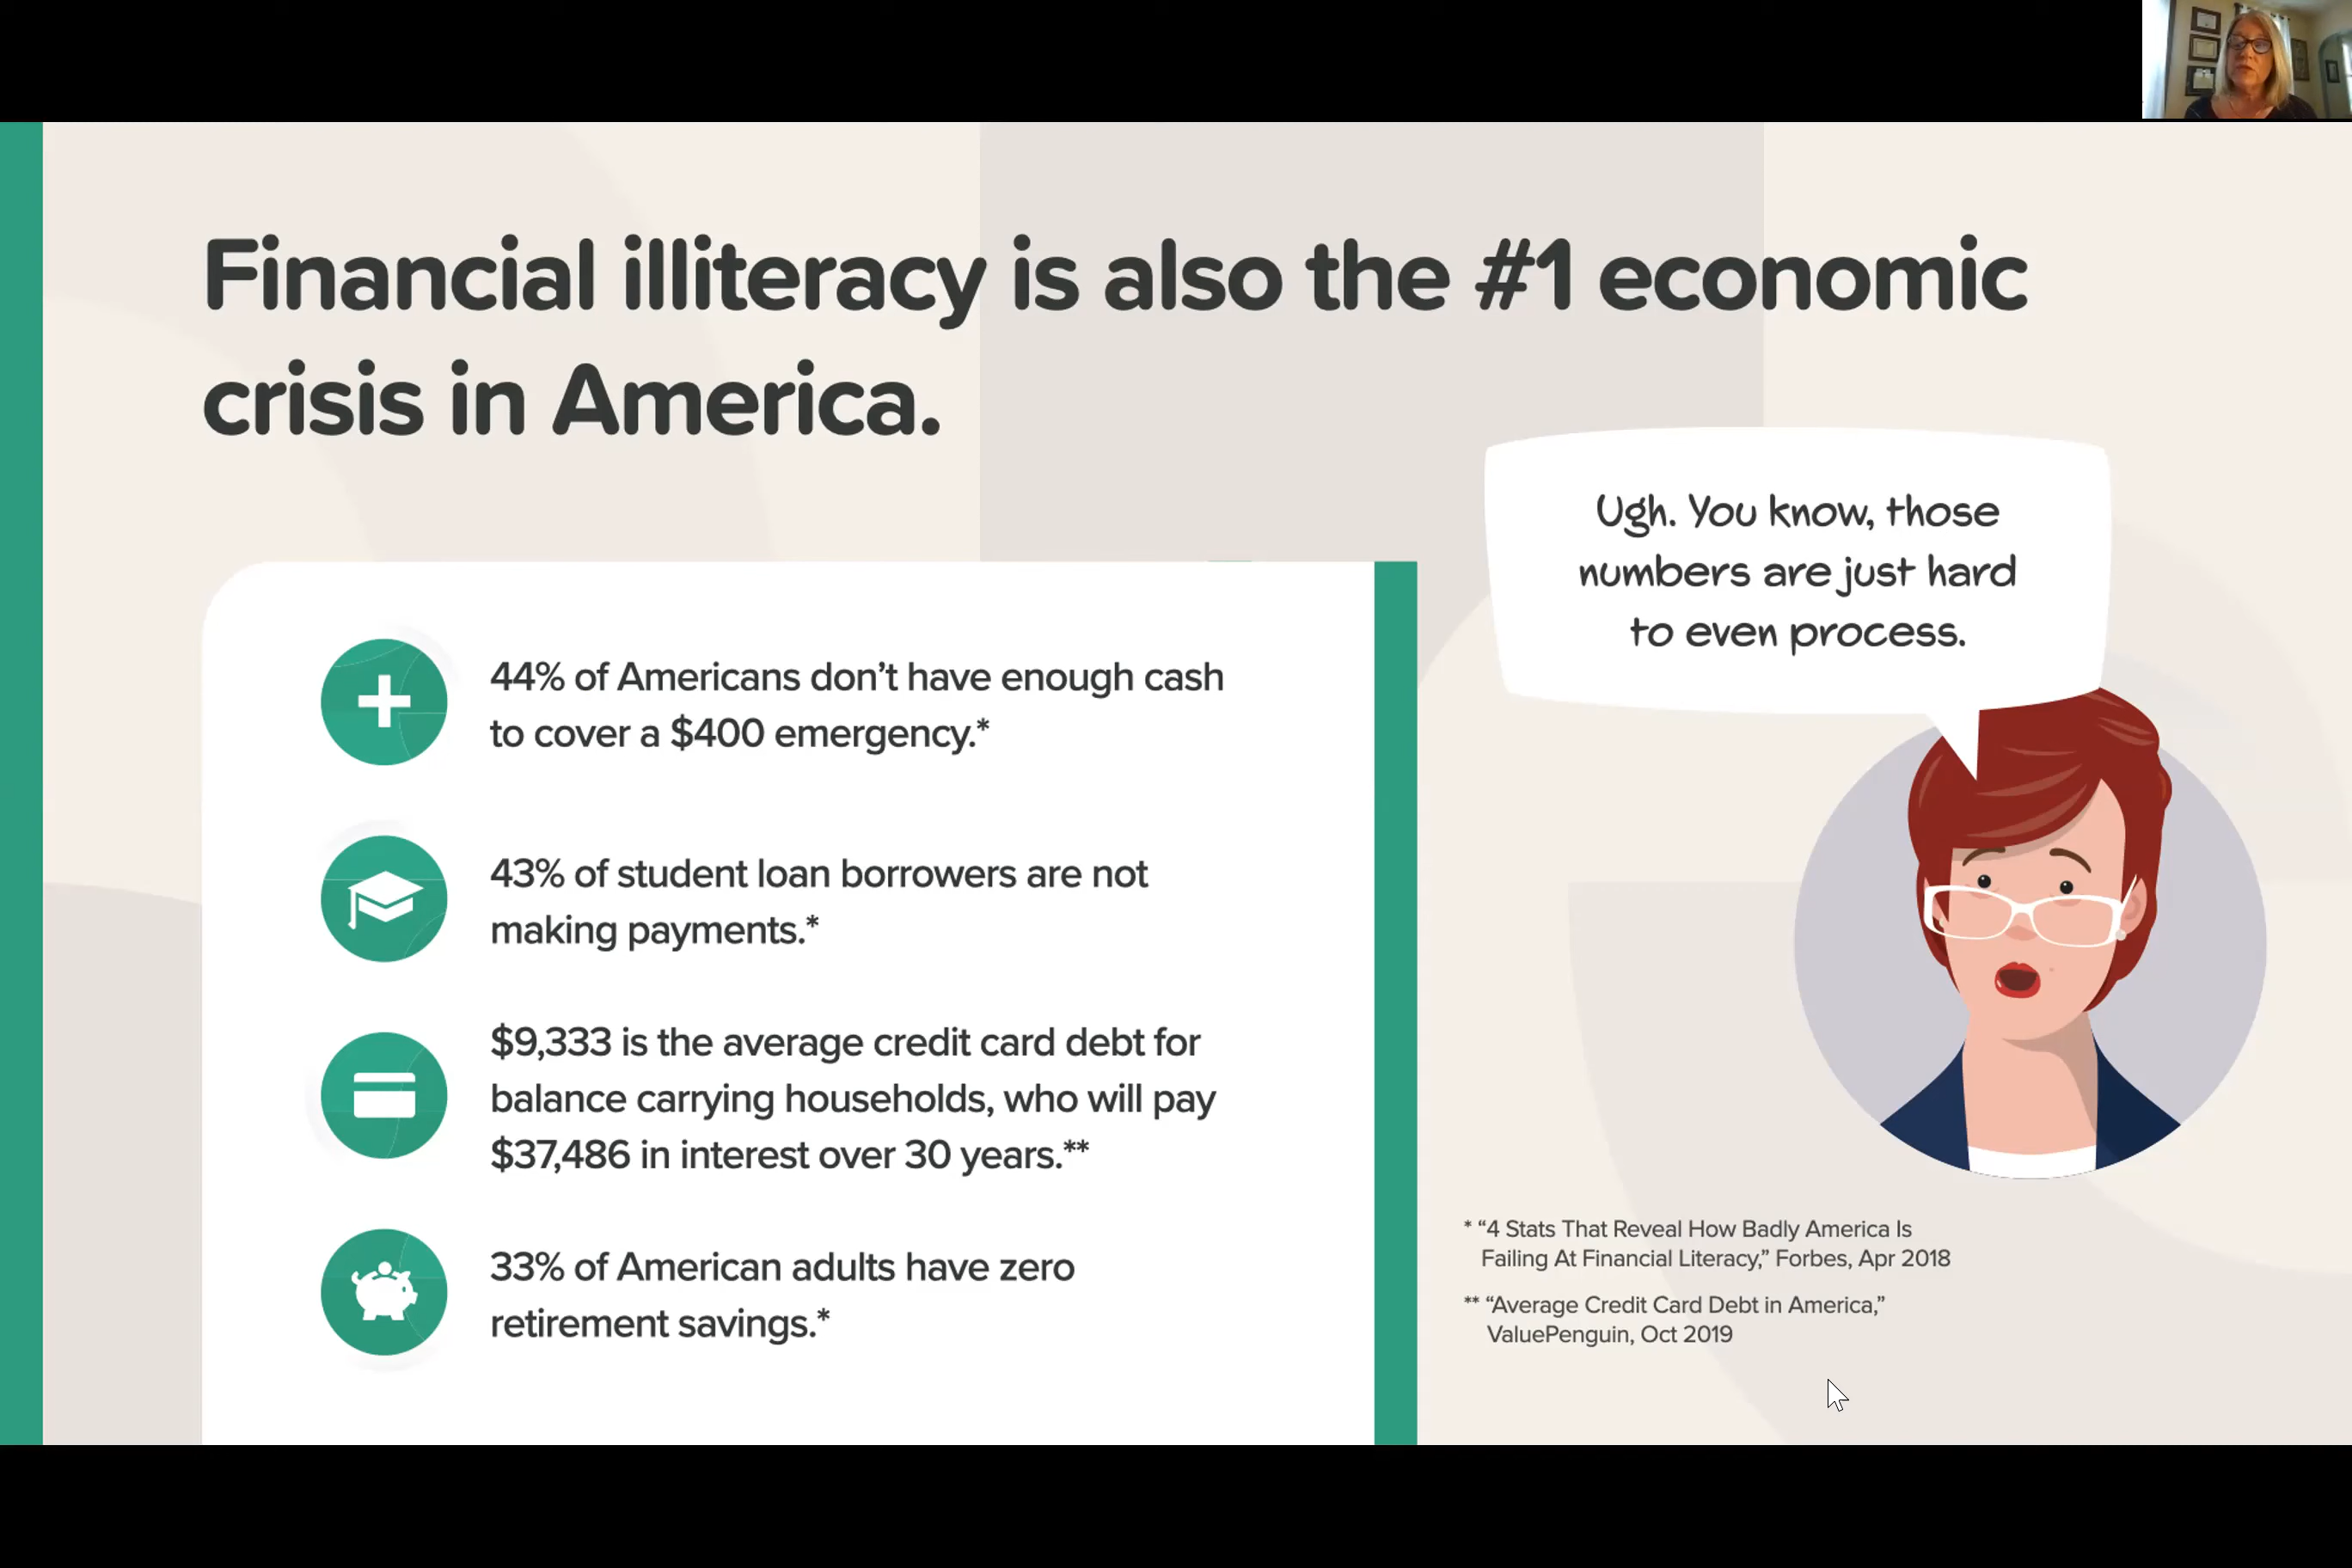 Financial illiteracy is also the #1 economic
crisis in America.
Ugh. You know, those
numbers are just hard
to even process.
44% of Americans don’t have enough cash
to cover a $400 emergency.*
43% of student loan borrowers are not
making payments.*
$9,333 is the average credit card debt for
balance carrying households, who will pay
$37,486 in interest over 30 years.**
33% of American adults have zero
retirement savings.*
* “4 Stats That Reveal How Badly America Is
Failing At Financial Literacy,” Forbes, Apr 2018
** “Average Credit Card Debt in America,”
ValuePenguin, Oct 2019